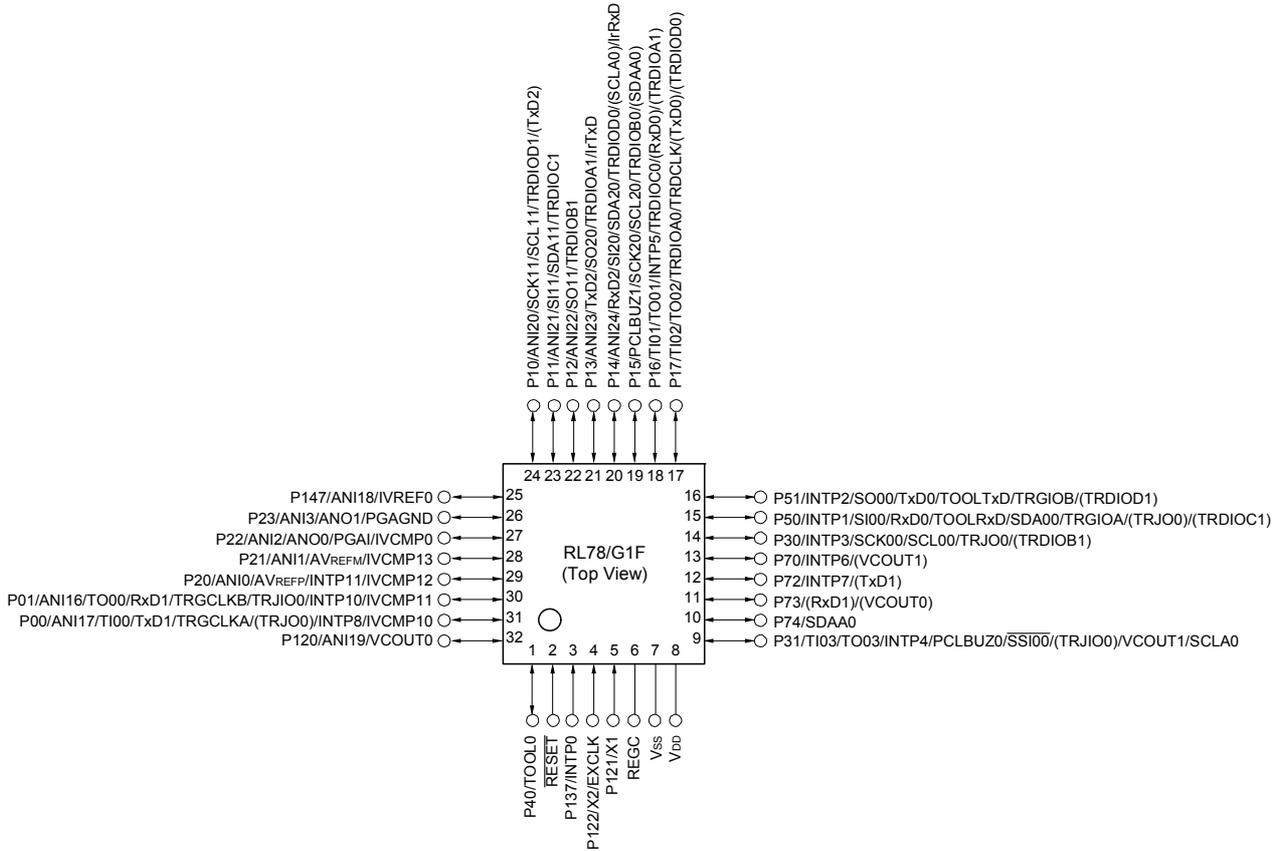 P10/ANI20/SCK11/SCL11/TRDIOD1/(TxD2)
P11/ANI21/SI11/SDA11/TRDIOC1
P12/ANI22/SO11/TRDIOB1
P13/ANI23/TxD2/SO20/TRDIOA1/IrTxD
P14/ANI24/RxD2/SI20/SDA20/TRDIOD0/(SCLA0)/IrRxD
P15/PCLBUZ1/SCK20/SCL20/TRDIOB0/(SDAA0)
P16/TI01/TO01/INTP5/TRDIOC0/(RxD0)/(TRDIOA1)
P17/TI02/TO02/TRDIOA0/TRDCLK/(TxD0)/(TRDIOD0)
24 23 22 21 20 19 18 17
P147/ANI18/IVREF0 25
P23/ANI3/ANO1/PGAGND 26
P22/ANI2/ANO0/PGAI/IVCMP0 27
P21/ANI1/AVREFM/IVCMP13 28
P20/ANI0/AVREFP/INTP11/IVCMP12 29
P01/ANI16/TO00/RxD1/TRGCLKB/TRJIO0/INTP10/IVCMP11 30
P00/ANI17/TI00/TxD1/TRGCLKA/(TRJO0)/INTP8/IVCMP10 31
P120/ANI19/VCOUT0 32
RL78/G1F
(Top View)
16 P51/INTP2/SO00/TxD0/TOOLTxD/TRGIOB/(TRDIOD1)
15 P50/INTP1/SI00/RxD0/TOOLRxD/SDA00/TRGIOA/(TRJO0)/(TRDIOC1)
14 P30/INTP3/SCK00/SCL00/TRJO0/(TRDIOB1)
13 P70/INTP6/(VCOUT1)
12 P72/INTP7/(TxD1)
11 P73/(RxD1)/(VCOUT0)
10 P74/SDAA0
9 P31/TI03/TO03/INTP4/PCLBUZ0/SSI00/(TRJIO0)/VCOUT1/SCLA0
1 2 3 4 5 6 7 8
P40/TOOL0
RESET
P137/INTP0
P122/X2/EXCLK
P121/X1
REGC
VSS
VDD